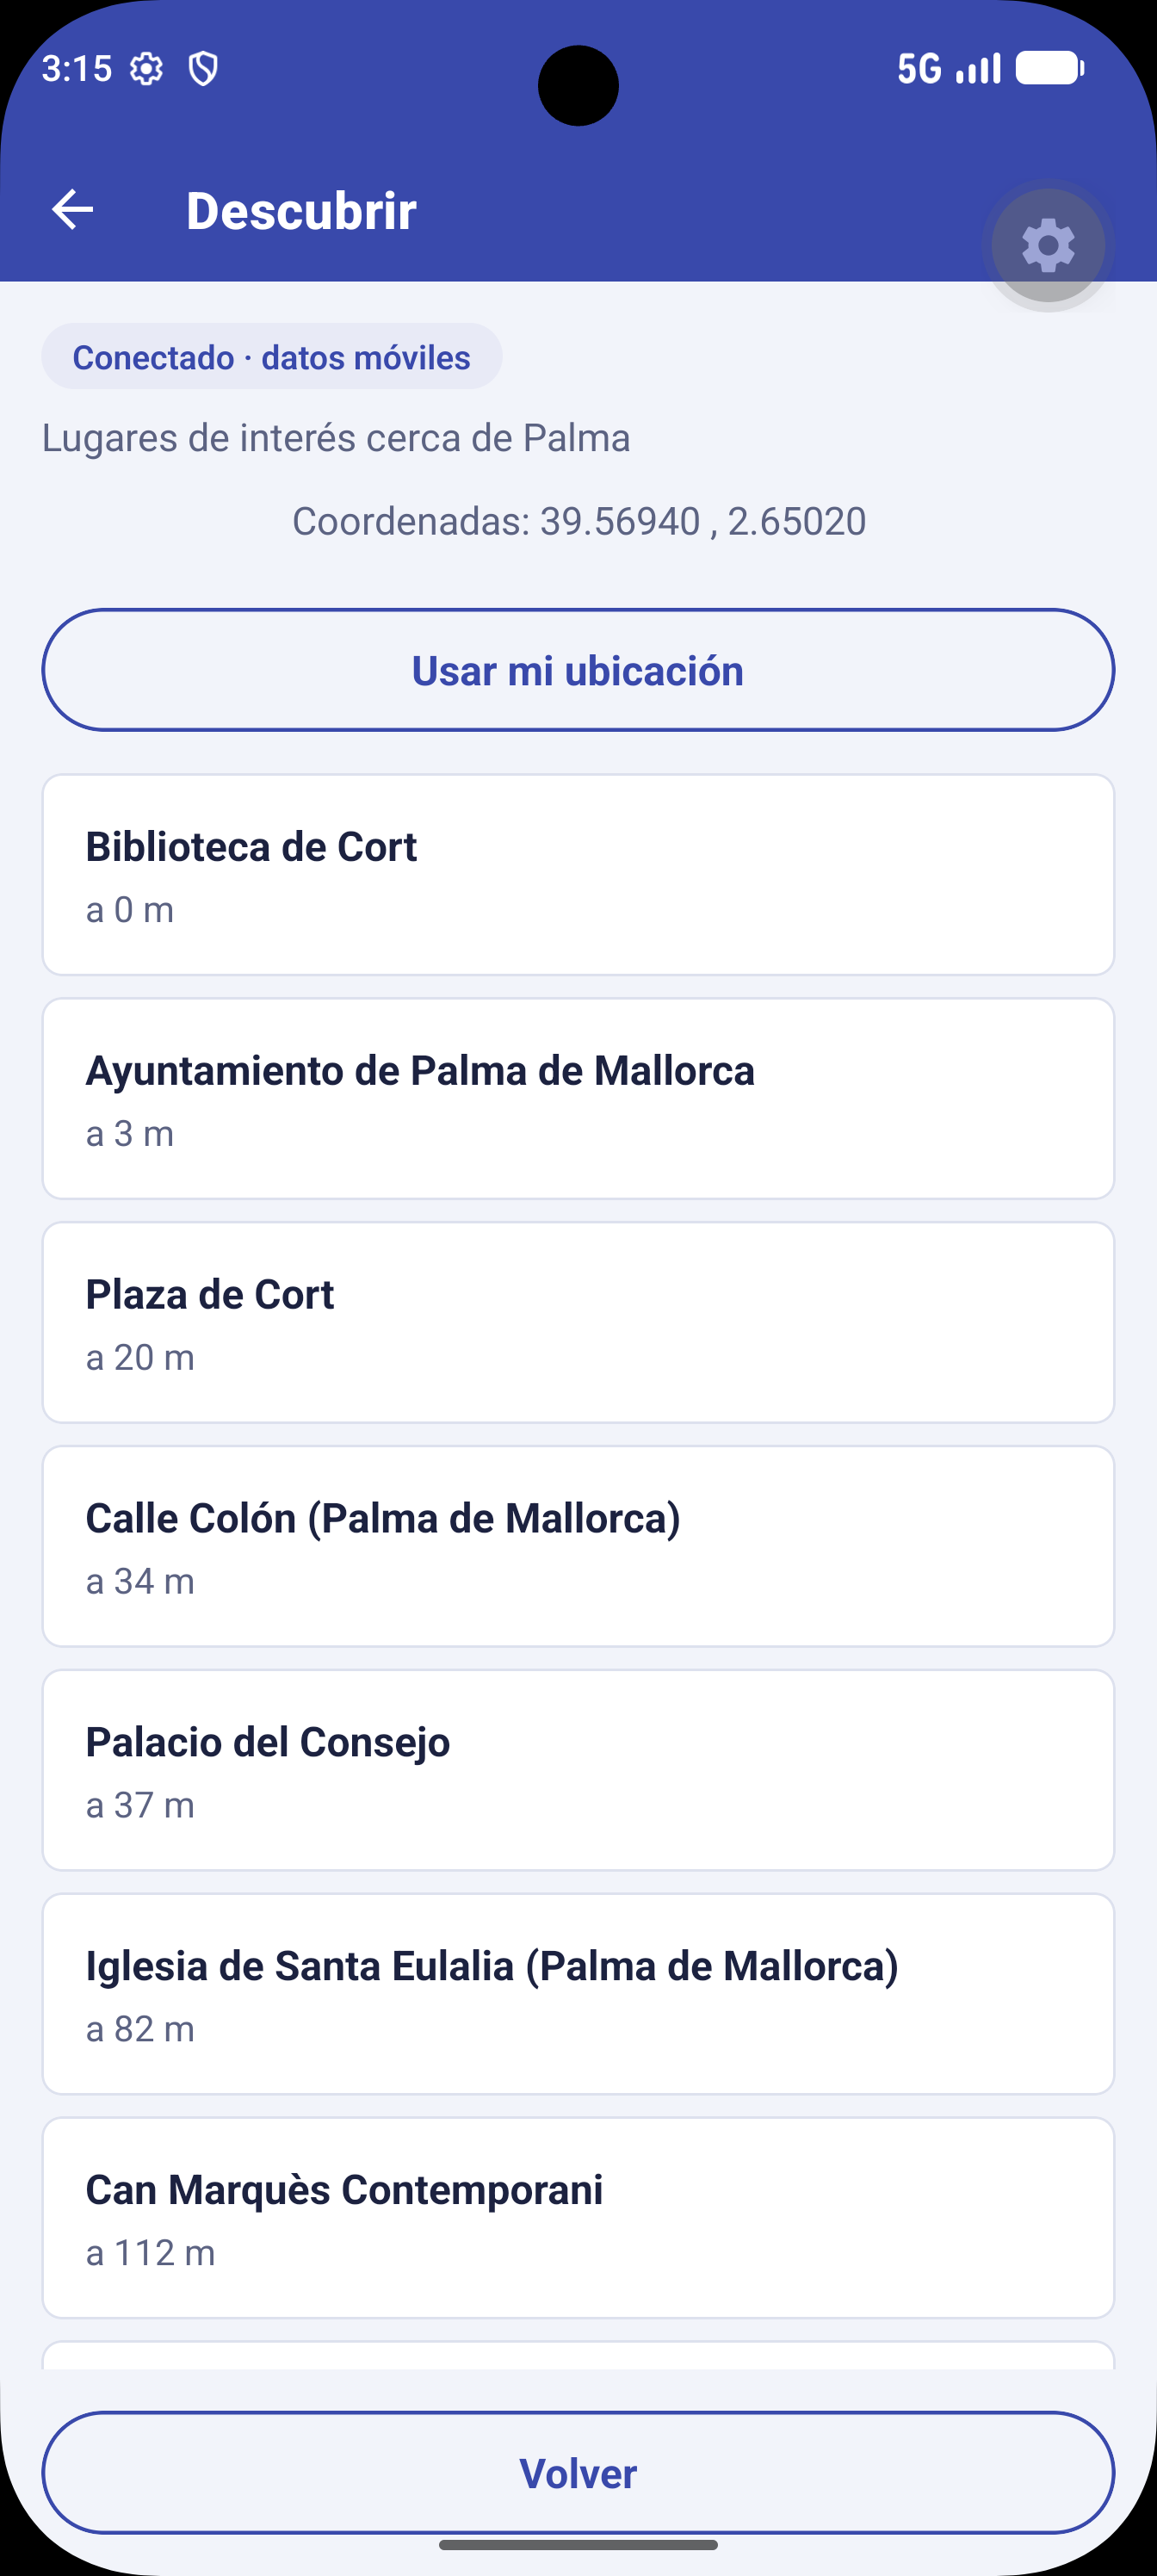 3:15
5G
Descubrir
Conectado · datos móviles
Lugares de interés cerca de Palma
Coordenadas: 39.56940 , 2.65020
Usar mi ubicación
Biblioteca de Cort
a 0 m
Ayuntamiento de Palma de Mallorca
a 3 m
Plaza de Cort
a 20 m
Calle Colón (Palma de Mallorca)
a 34 m
Palacio del Consejo
a 37 m
Iglesia de Santa Eulalia (Palma de Mallorca)
a 82 m
Can Marquès Contemporani
a 112 m
Volver